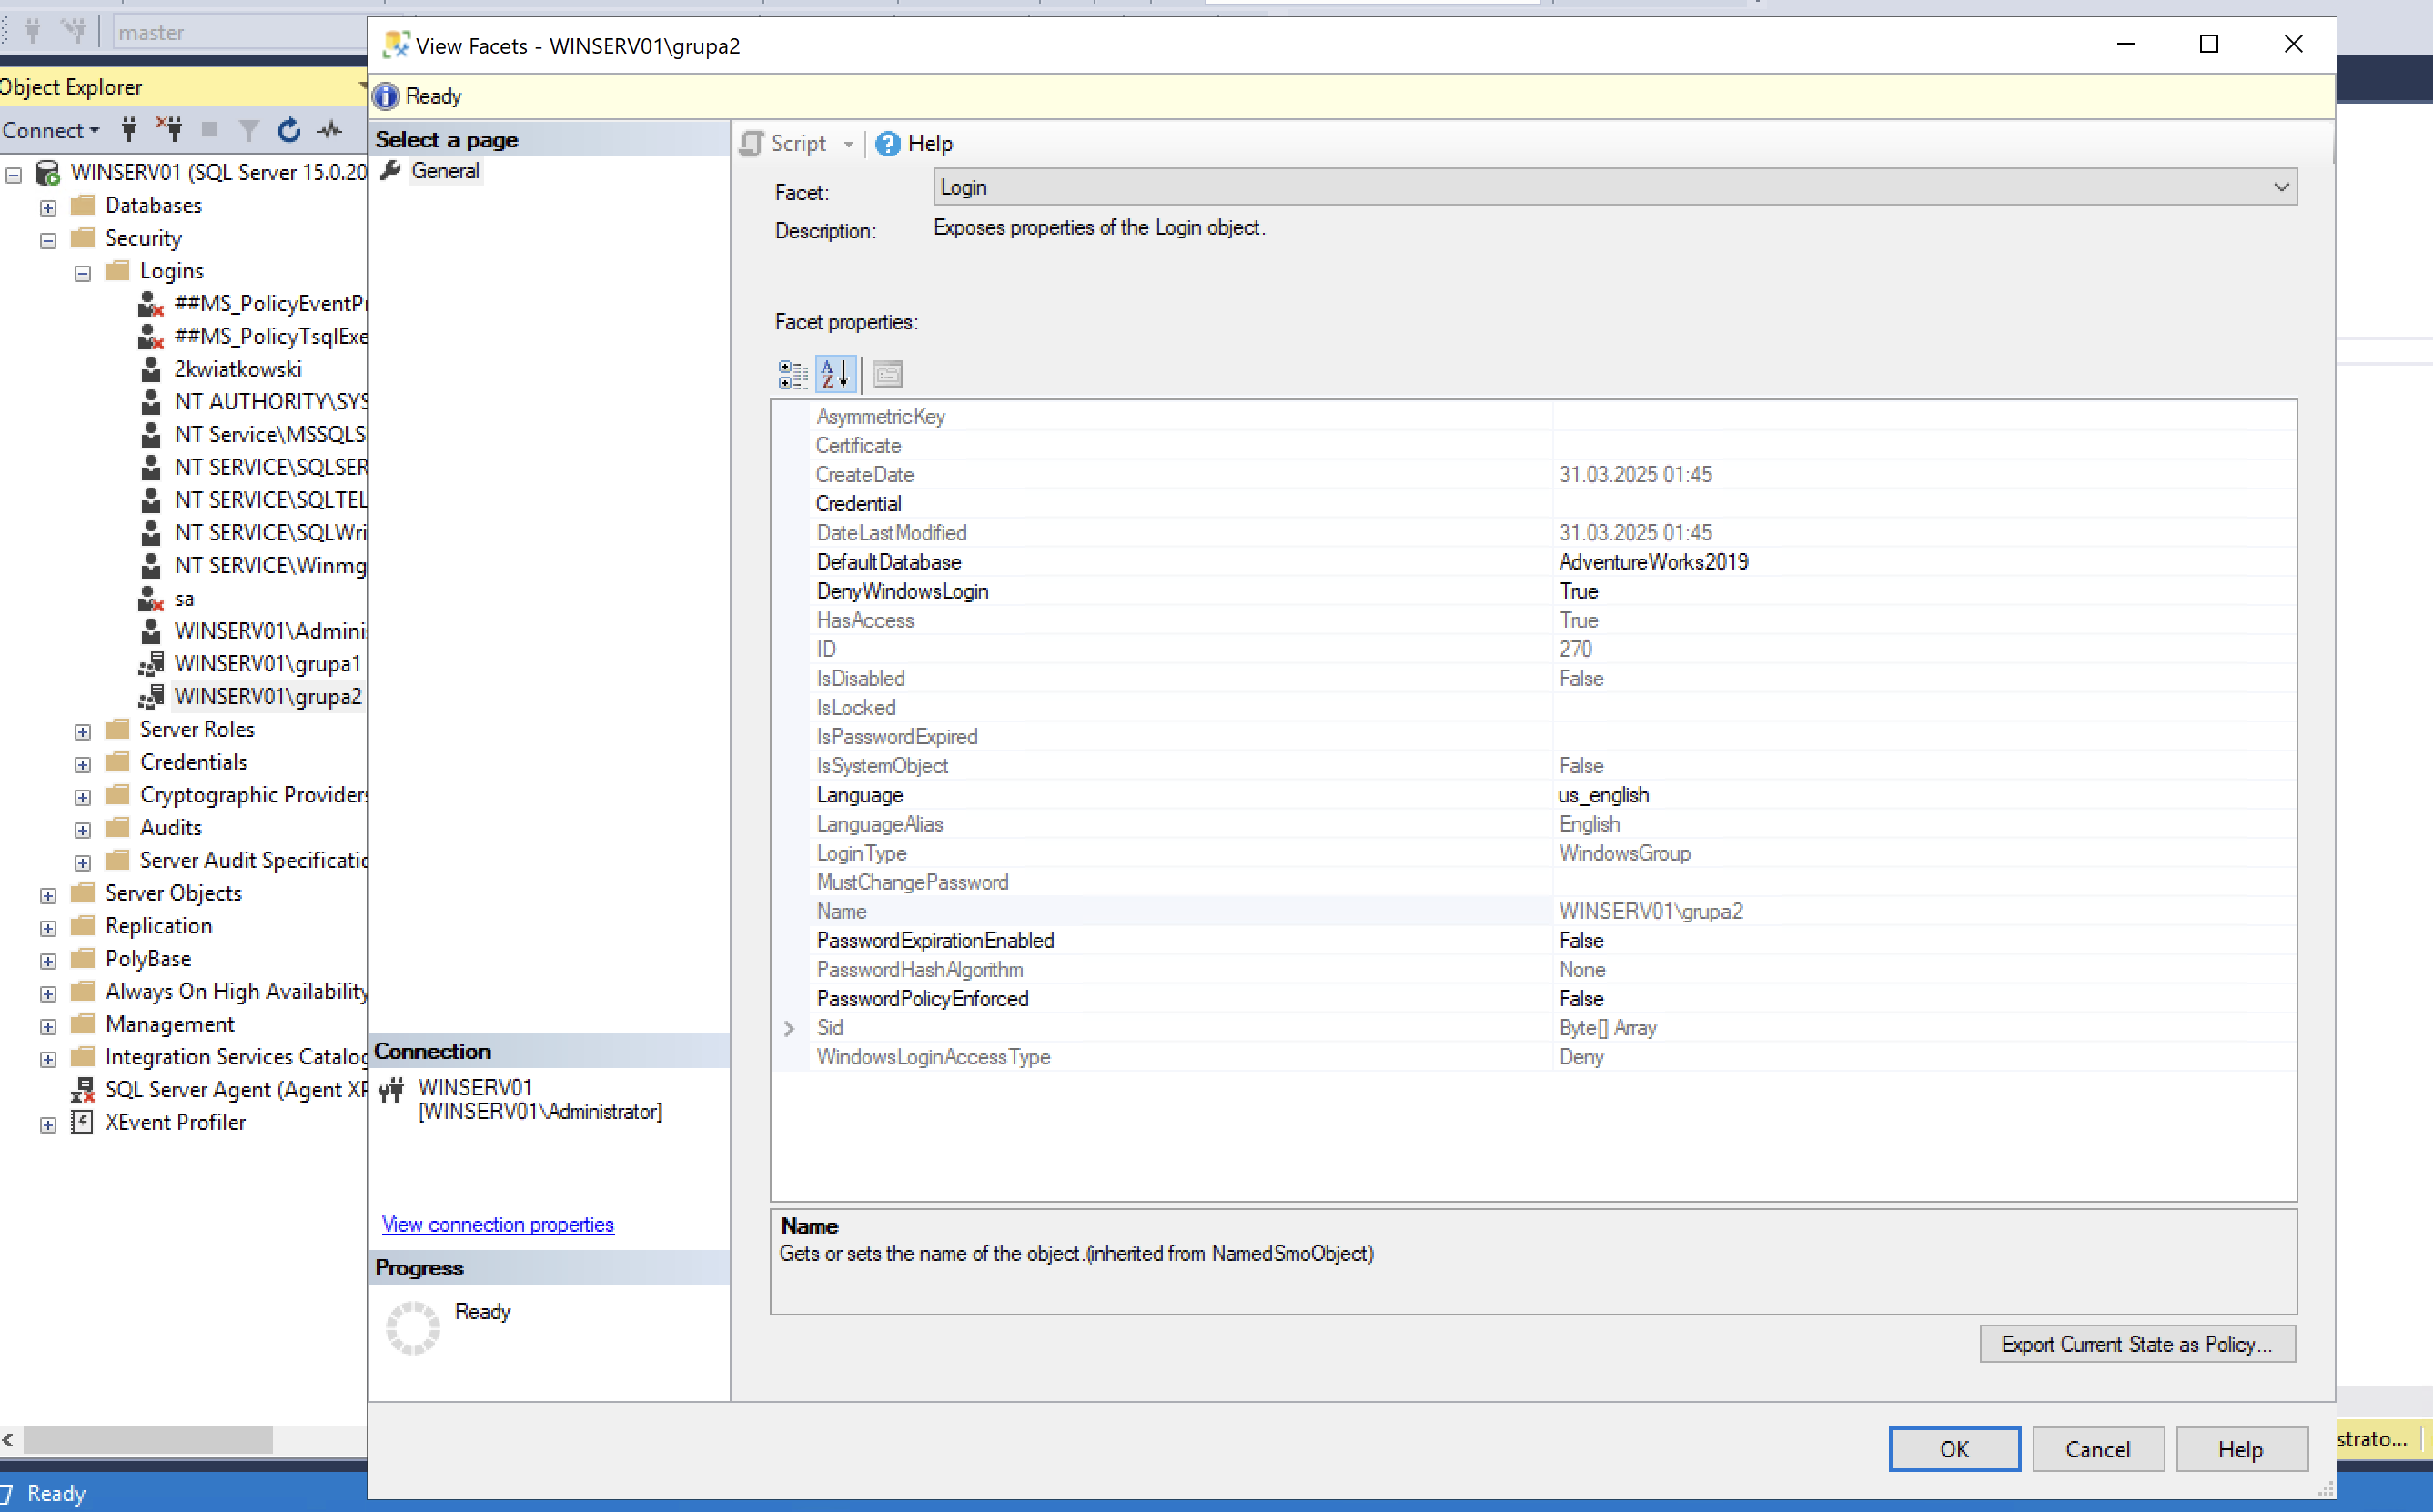 master
View Facets - WINSERV01\grupa2
Object Explorer
Ready
Connect
Select a page
General
Script
Help
WINSERV01 (SQL Server 15.0.20
Databases
Security
Logins
##MS_PolicyEventPr
##MS_PolicyTsqlExe
2kwiatkowski
NT AUTHORITY\SYS
NT Service\MSSQLS
NT SERVICE\SQLSER
NT SERVICE\SQLTEL
NT SERVICE\SQLWri
NT SERVICE\Winmg
sa
WINSERV01\Adminis
WINSERV01\grupa1
WINSERV01\grupa2
Server Roles
Credentials
Cryptographic Providers
Audits
Server Audit Specificatio
Server Objects
Replication
PolyBase
Always On High Availability
Management
Integration Services Catalog
SQL Server Agent (Agent XP
XEvent Profiler
Facet: Login
Description: Exposes properties of the Login object.
Facet properties:
AsymmetricKey
Certificate
CreateDate 31.03.2025 01:45
Credential
DateLastModified 31.03.2025 01:45
DefaultDatabase AdventureWorks2019
DenyWindowsLogin True
HasAccess True
ID 270
IsDisabled False
IsLocked
IsPasswordExpired
IsSystemObject False
Language us_english
LanguageAlias English
LoginType WindowsGroup
MustChangePassword
Name WINSERV01\grupa2
PasswordExpirationEnabled False
PasswordHashAlgorithm None
PasswordPolicyEnforced False
Sid Byte[] Array
WindowsLoginAccessType Deny
Connection
WINSERV01
[WINSERV01\Administrator]
View connection properties
Progress
Ready
Name
Gets or sets the name of the object.(inherited from NamedSmoObject)
Export Current State as Policy...
OK
Cancel
Help
strato...
Ready